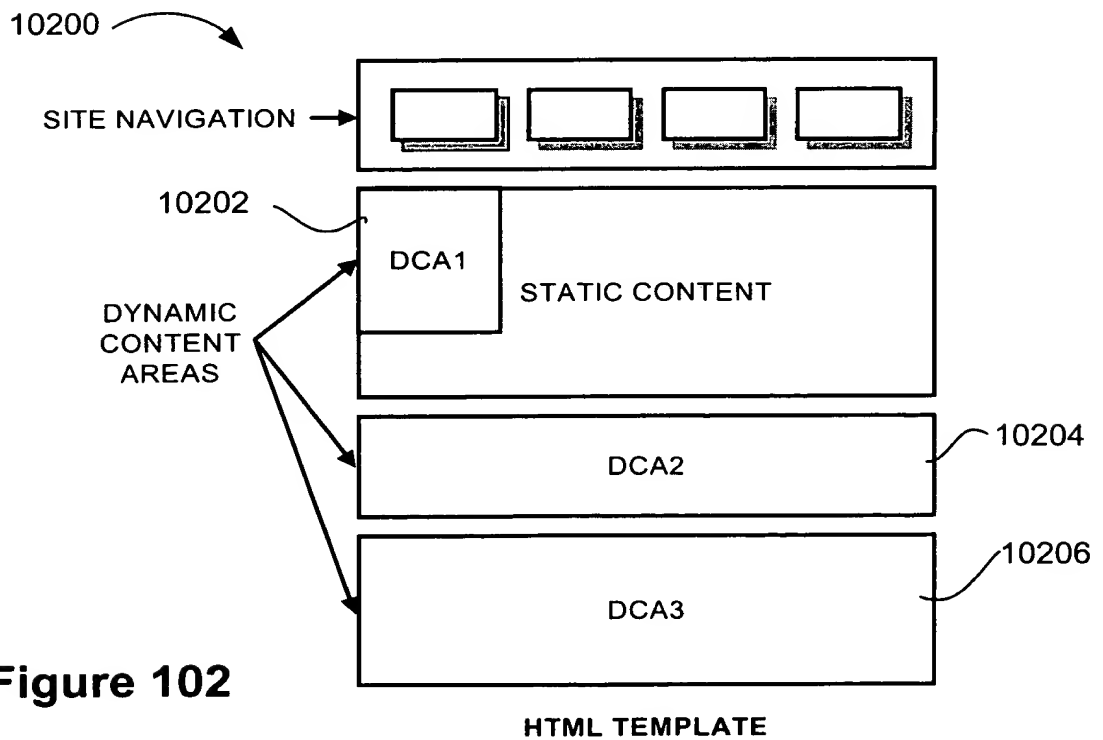 10200
SITE NAVIGATION
10202
DCA1
STATIC CONTENT
DYNAMIC
CONTENT
AREAS
10204
DCA2
10206
DCA3
Figure 102
HTML TEMPLATE